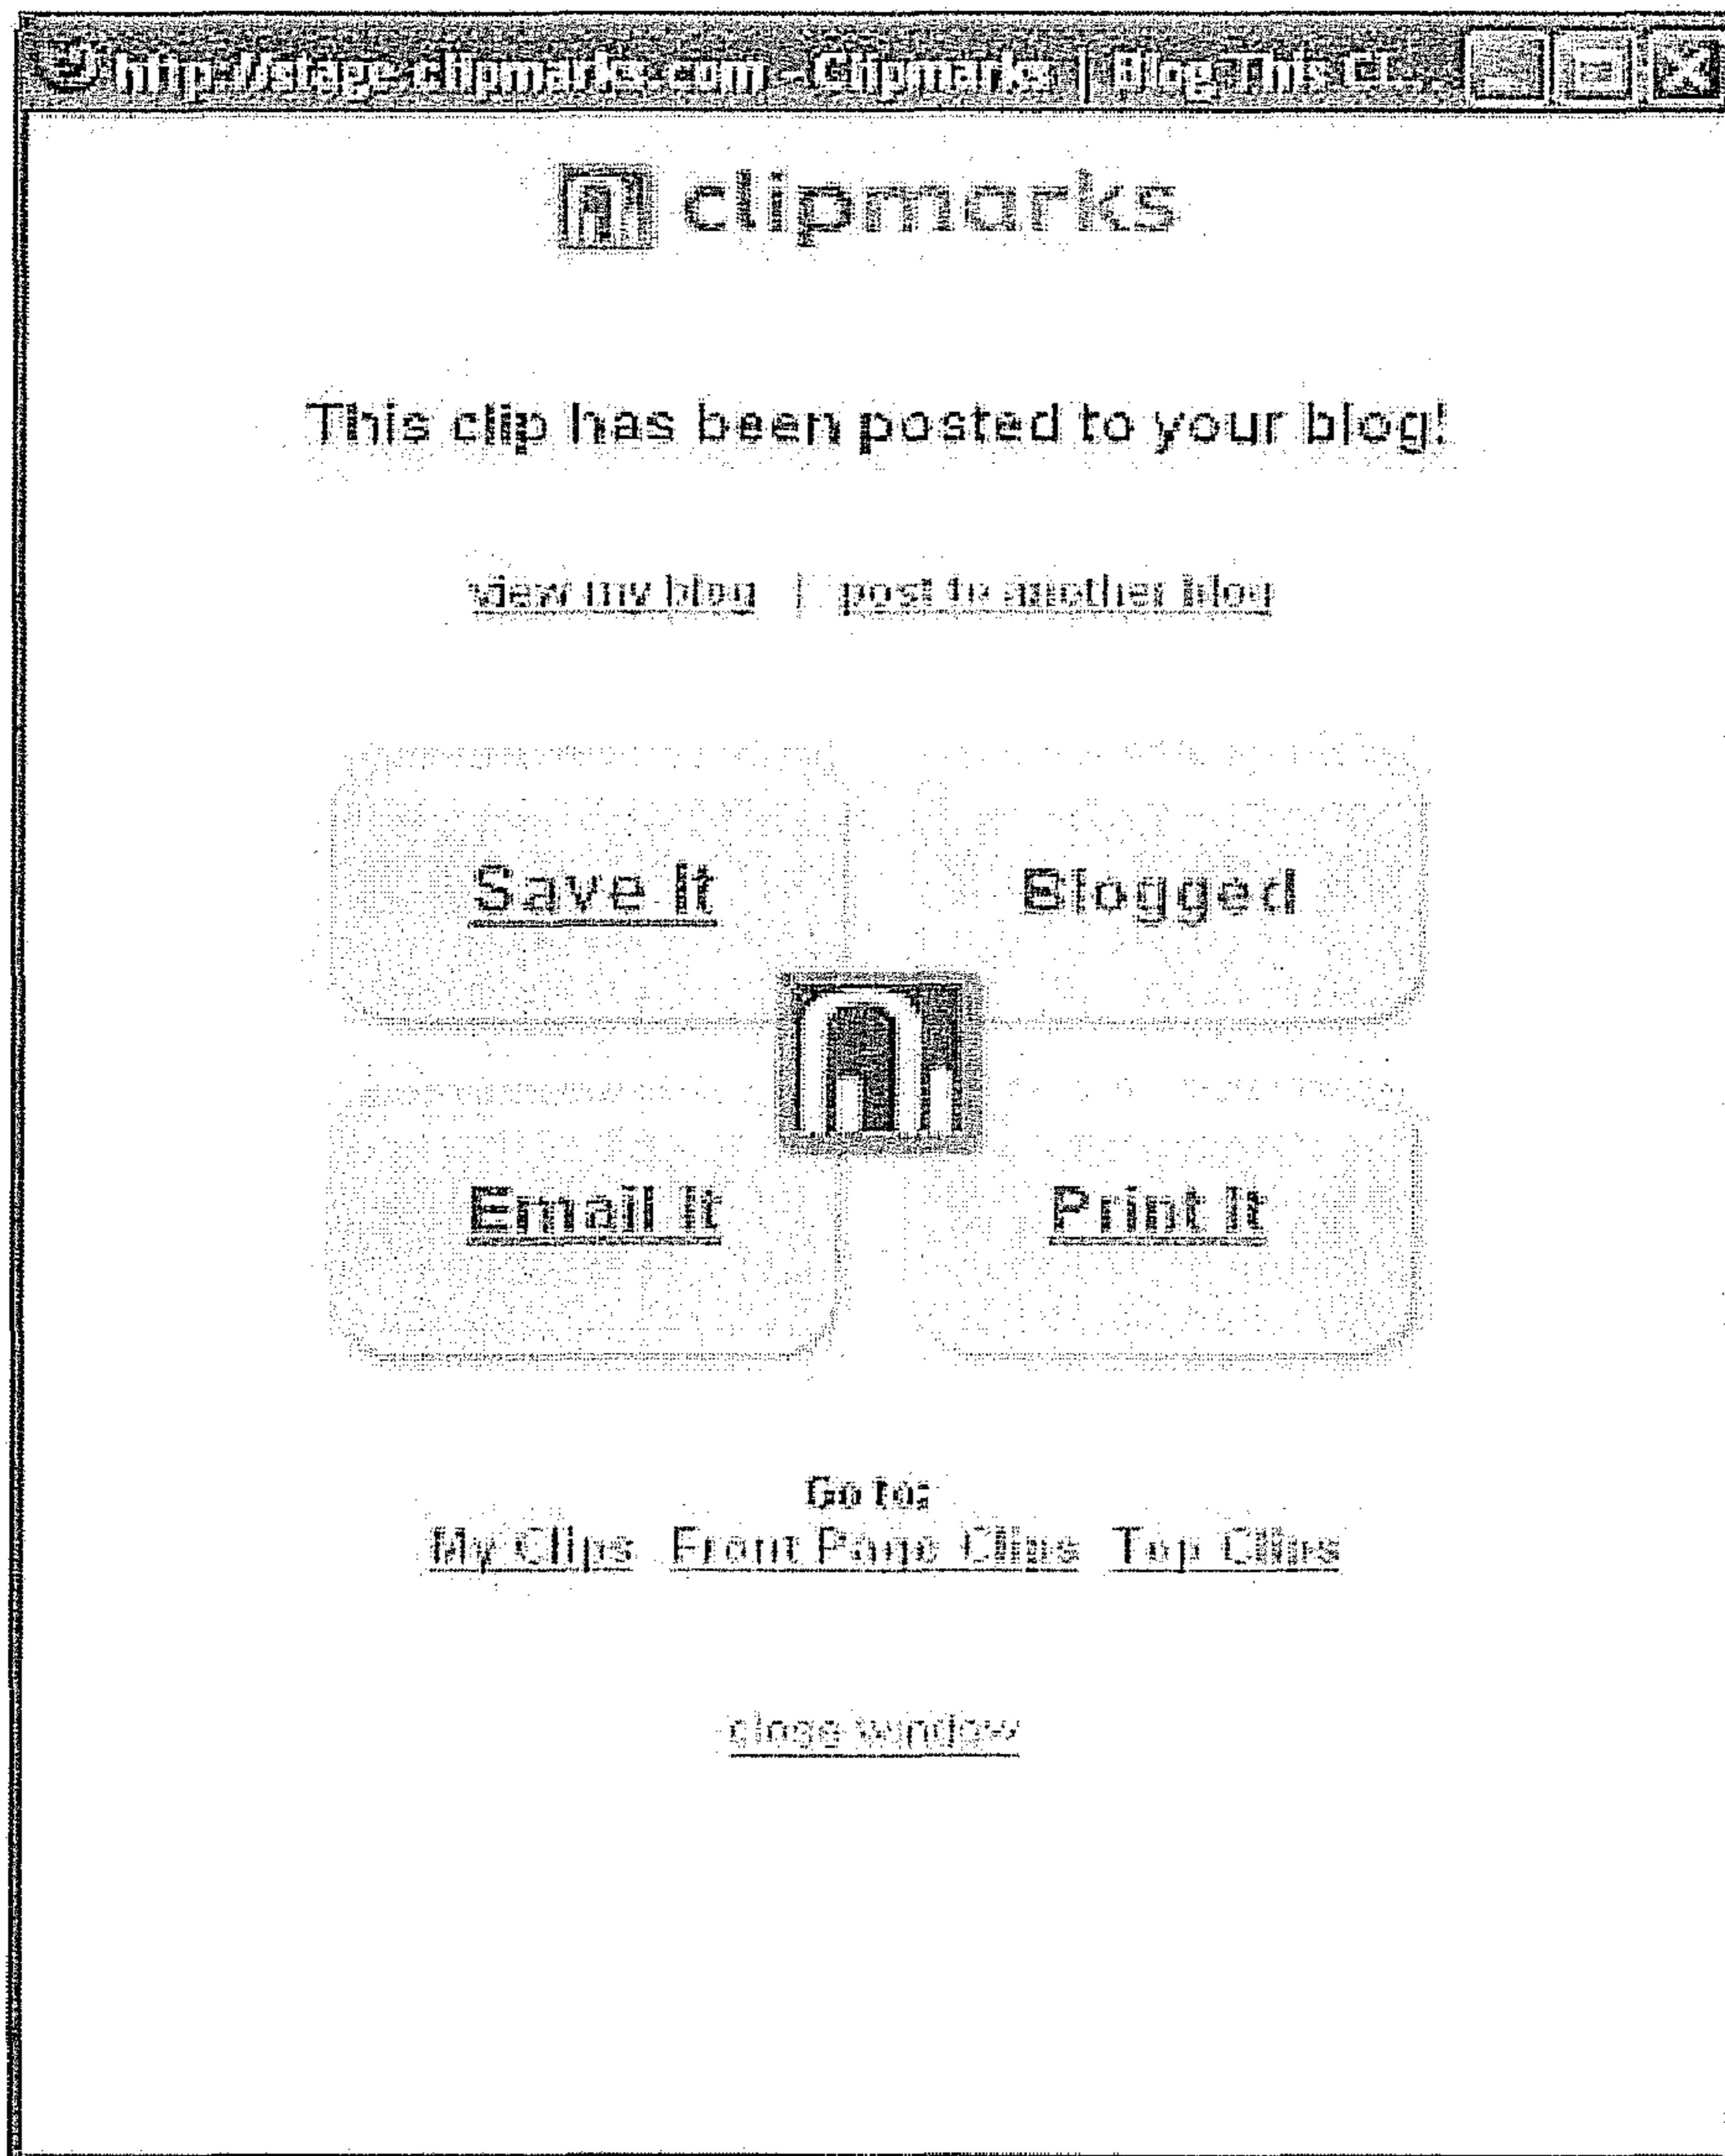 http://stage.clipmarks.com - Clipmarks | Blog This Cl...
clipmarks
This clip has been posted to your blog!
view my blog | post to another blog
Save It Blogged
Email It Print It
Go to:
My Clips Front Page Clips Top Clips
close window